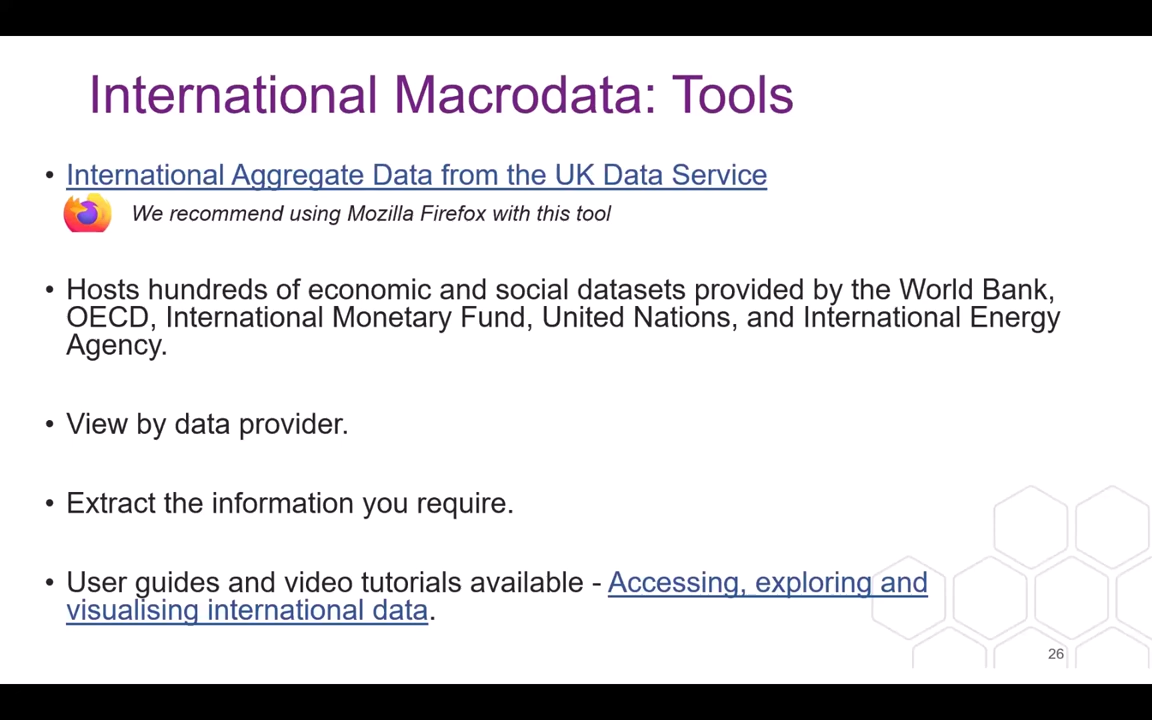 International Macrodata: Tools
• International Aggregate Data from the UK Data Service
We recommend using Mozilla Firefox with this tool
• Hosts hundreds of economic and social datasets provided by the World Bank,
OECD, International Monetary Fund, United Nations, and International Energy
Agency.
• View by data provider.
• Extract the information you require.
• User guides and video tutorials available - Accessing, exploring and
visualising international data.
26